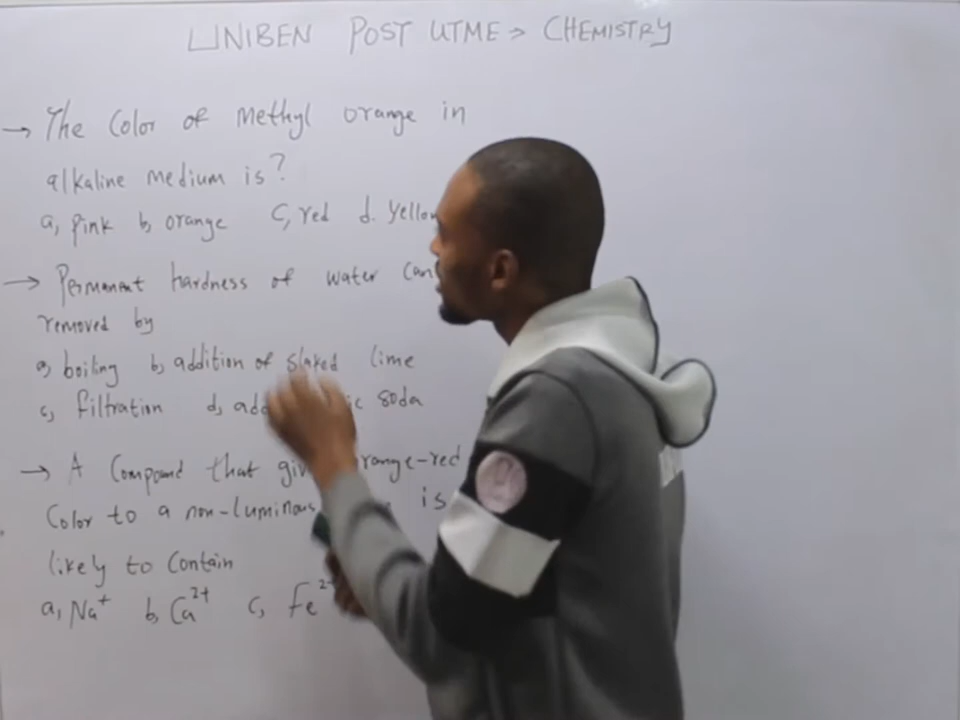 UNIBEN POST UTME > CHEMISTRY
→ The Color of Methyl orange in
alkaline medium is?
a, Pink b, orange C, red d. Yellow
→ Permanent hardness of water Can
removed by
a, boiling b, addition of slaked lime
c, filtration d, soda
→ A Compound that orange-red
Color to a non-luminous is
likely to Contain
a, Na⁺ b, Ca²⁺ c, Fe²